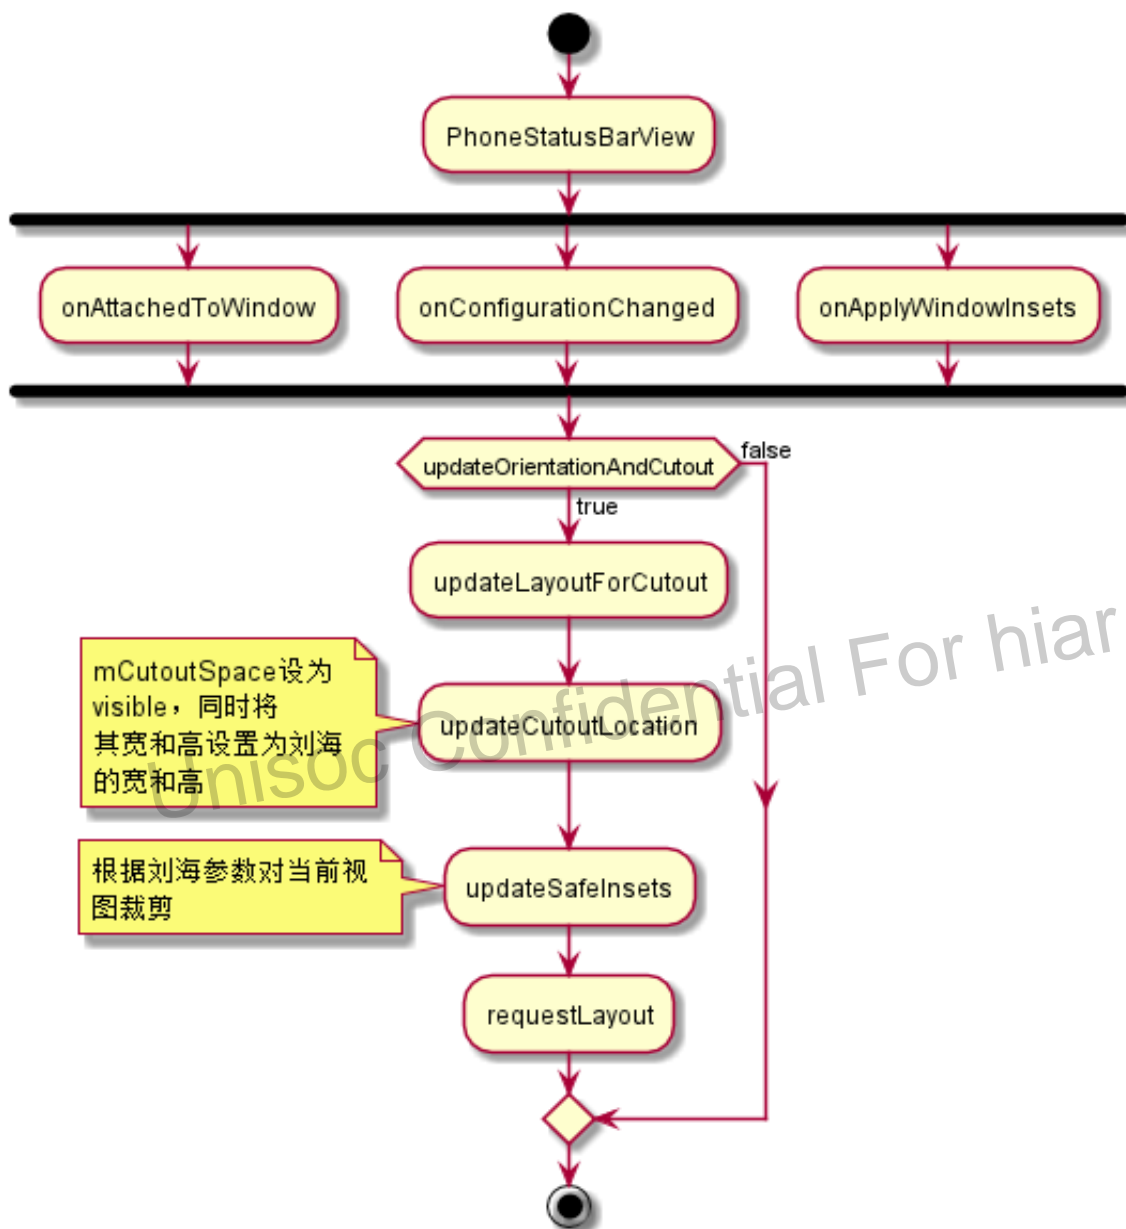 PhoneStatusBarView
onAttachedToWindow
onConfigurationChanged
onApplyWindowInsets
updateOrientationAndCutout
false
true
updateLayoutForCutout
mCutoutSpace设为
visible，同时将
其宽和高设置为刘海
的宽和高
updateCutoutLocation
Unisoc Confidential For hiar
根据刘海参数对当前视
图裁剪
updateSafeInsets
requestLayout